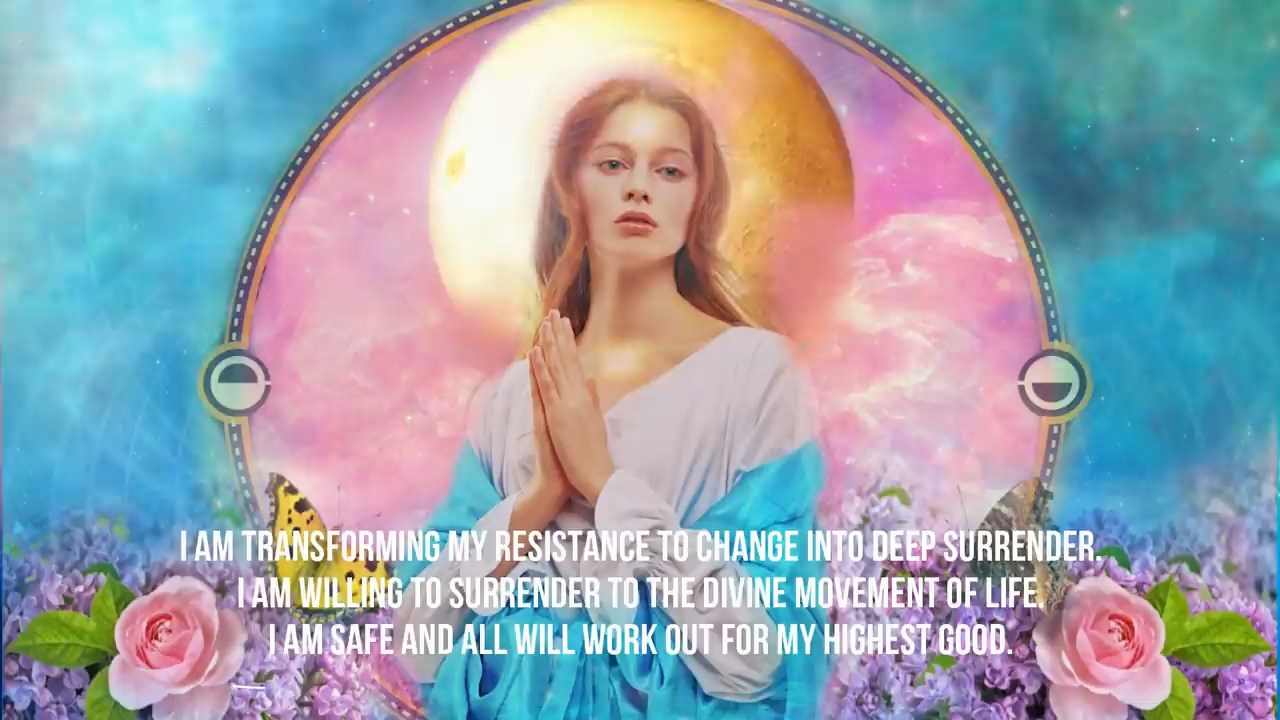 I AM TRANSFORMING MY RESISTANCE TO CHANGE INTO DEEP SURRENDER.
I AM WILLING TO SURRENDER TO THE DIVINE MOVEMENT OF LIFE.
I AM SAFE AND ALL WILL WORK OUT FOR MY HIGHEST GOOD.